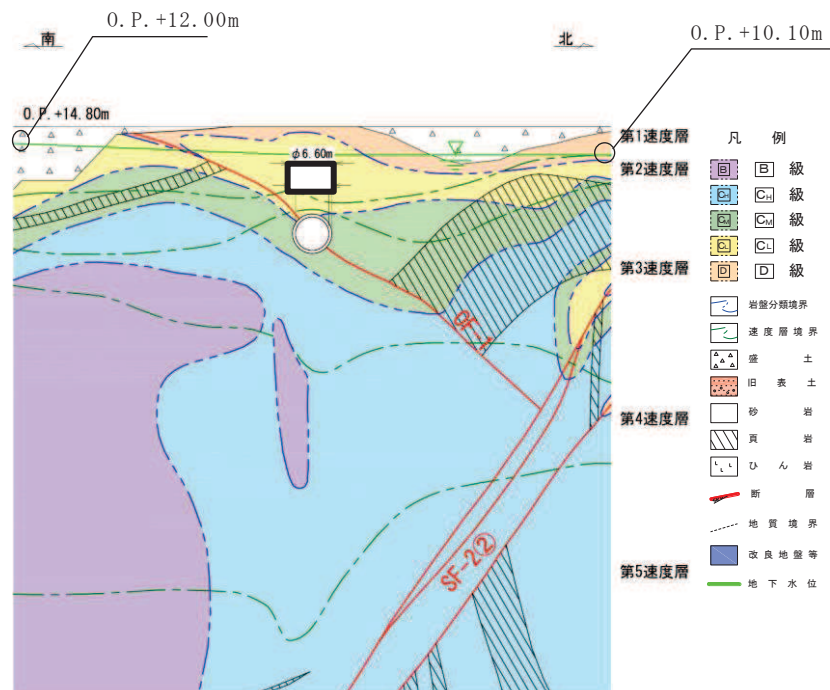 O.P.+12.00m
O.P.+10.10m
南
北
O.P.+14.80m
φ6.60m
第1速度層
第2速度層
第3速度層
第4速度層
第5速度層
SF-1
SF-2②
凡 例
B B 級
CH CH 級
CM CM 級
CL CL 級
D D 級
岩盤分類境界
速度層境界
盛 土
旧 表 土
砂 岩
頁 岩
ひ ん 岩
断 層
地 質 境 界
改良地盤等
地 下 水 位